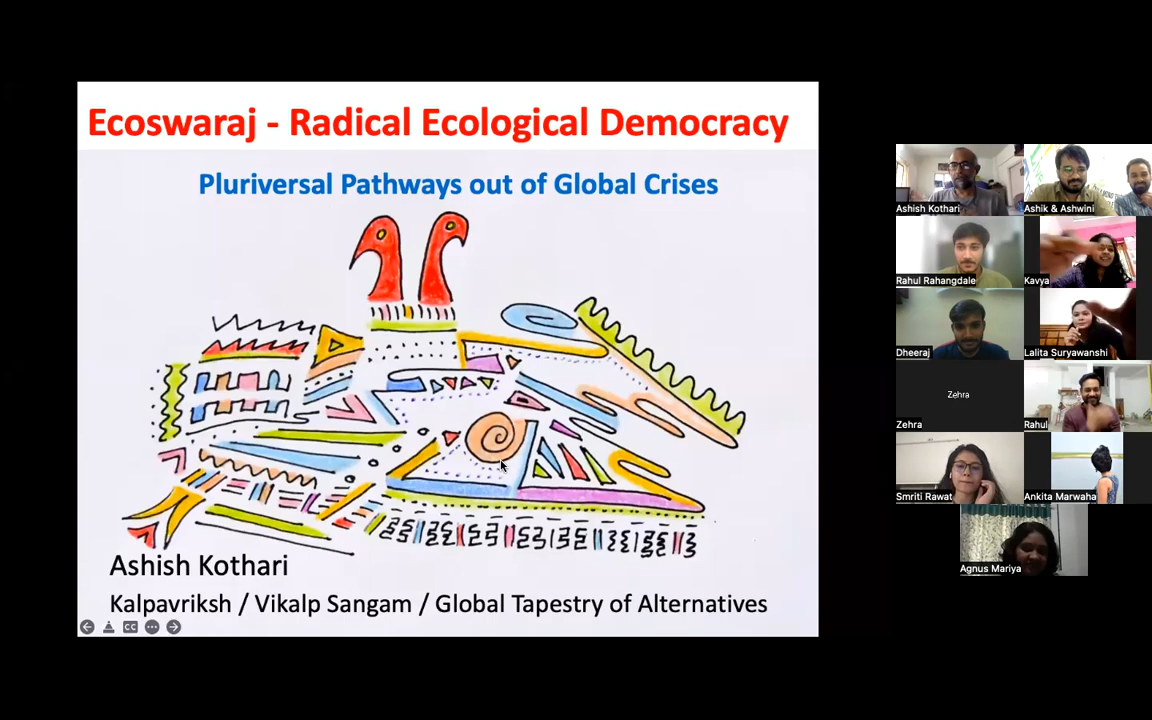 Ecoswaraj - Radical Ecological Democracy
Pluriversal Pathways out of Global Crises
Ashish Kothari
Kalpavriksh / Vikalp Sangam / Global Tapestry of Alternatives
CC
Ashish Kothari
Ashik & Ashwini
Rahul Rahangdale
Kavya
Dheeraj
Lalita Suryawanshi
Zehra
Zehra
Rahul
Smriti Rawat
Ankita Marwaha
Agnus Mariya